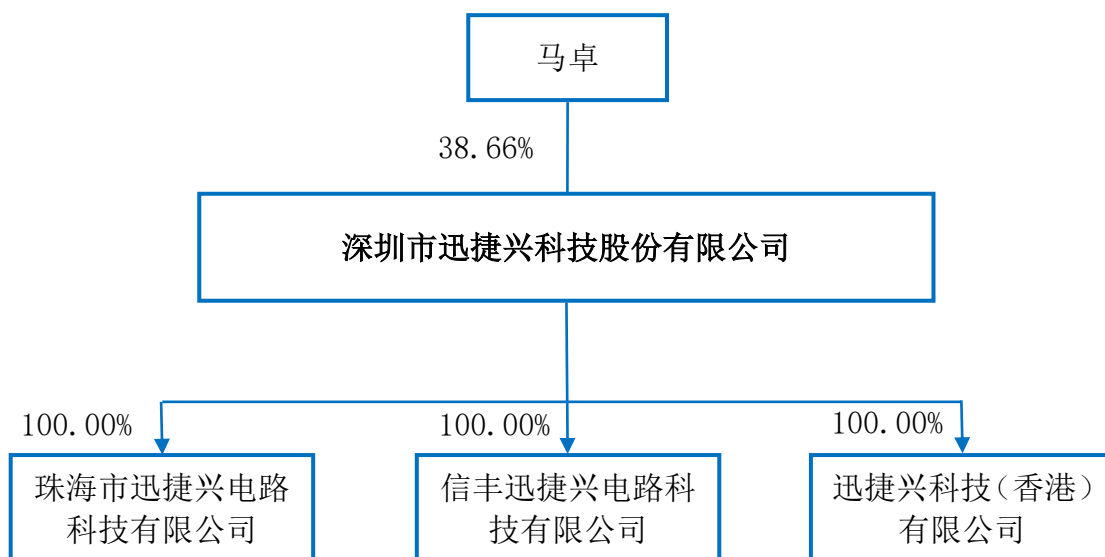 马卓
38.66%
深圳市迅捷兴科技股份有限公司
100.00%
100.00%
100.00%
珠海市迅捷兴电路
科技有限公司
信丰迅捷兴电路科
技有限公司
迅捷兴科技（香港）
有限公司